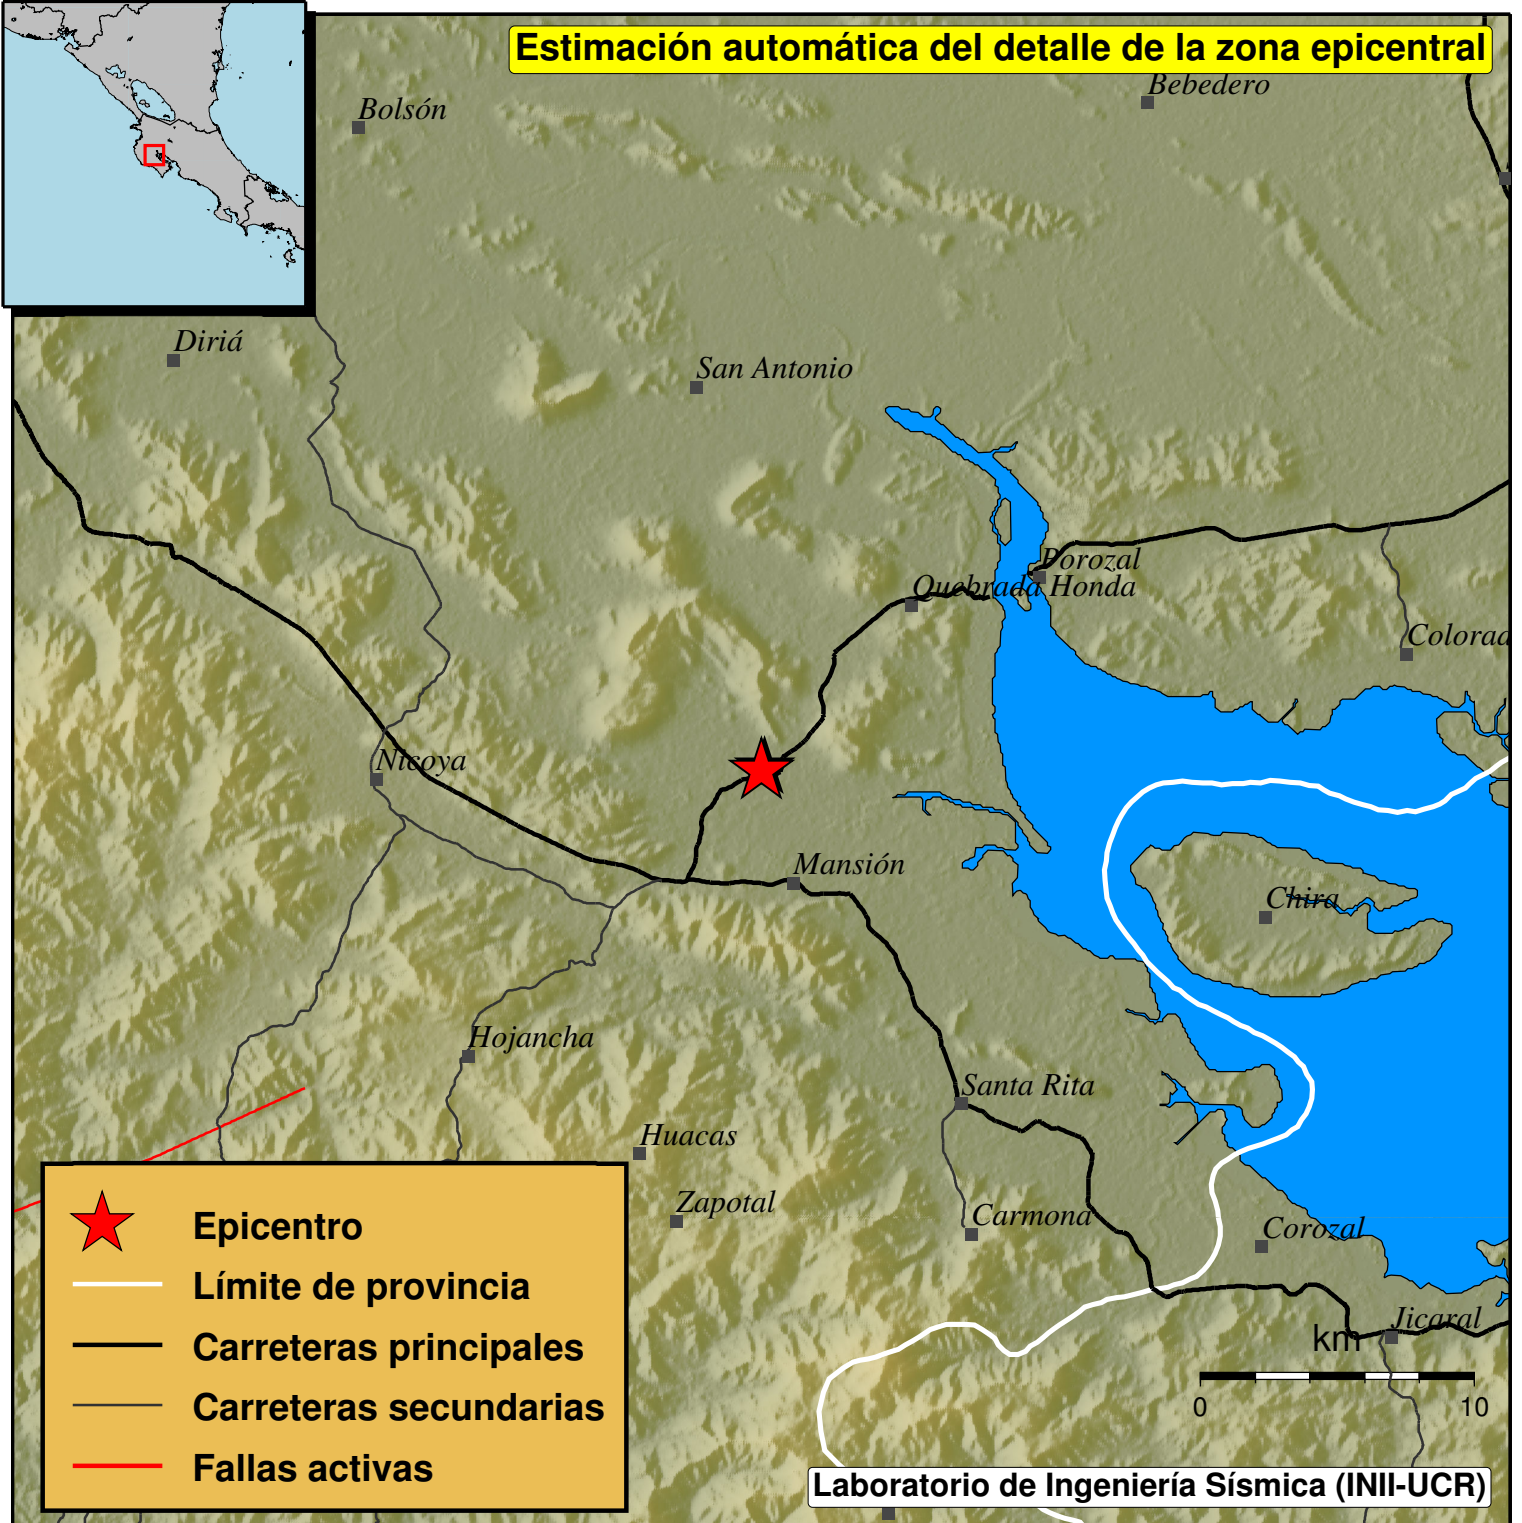 Estimación automática del detalle de la zona epicentral
Bebedero
Bolsón
Diriá
San Antonio
Porozal
Quebrada Honda
Colorad
Nicoya
Mansión
Chira
Hojancha
Santa Rita
Huacas
Zapotal
Carmona
Corozal
Jicaral
km
0 10
Epicentro
Límite de provincia
Carreteras principales
Carreteras secundarias
Fallas activas
Laboratorio de Ingeniería Sísmica (INII-UCR)